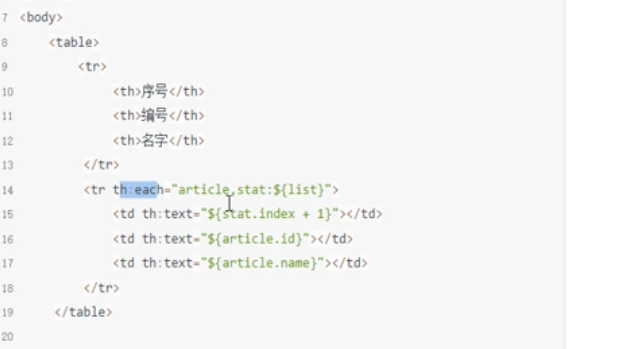 7 <body>
8 <table>
9 <tr>
10 <th>序号</th>
11 <th>编号</th>
12 <th>名字</th>
13 </tr>
14 <tr th:each="article,stat:${list}">
15 <td th:text="${stat.index + 1}"></td>
16 <td th:text="${article.id}"></td>
17 <td th:text="${article.name}"></td>
18 </tr>
19 </table>
20